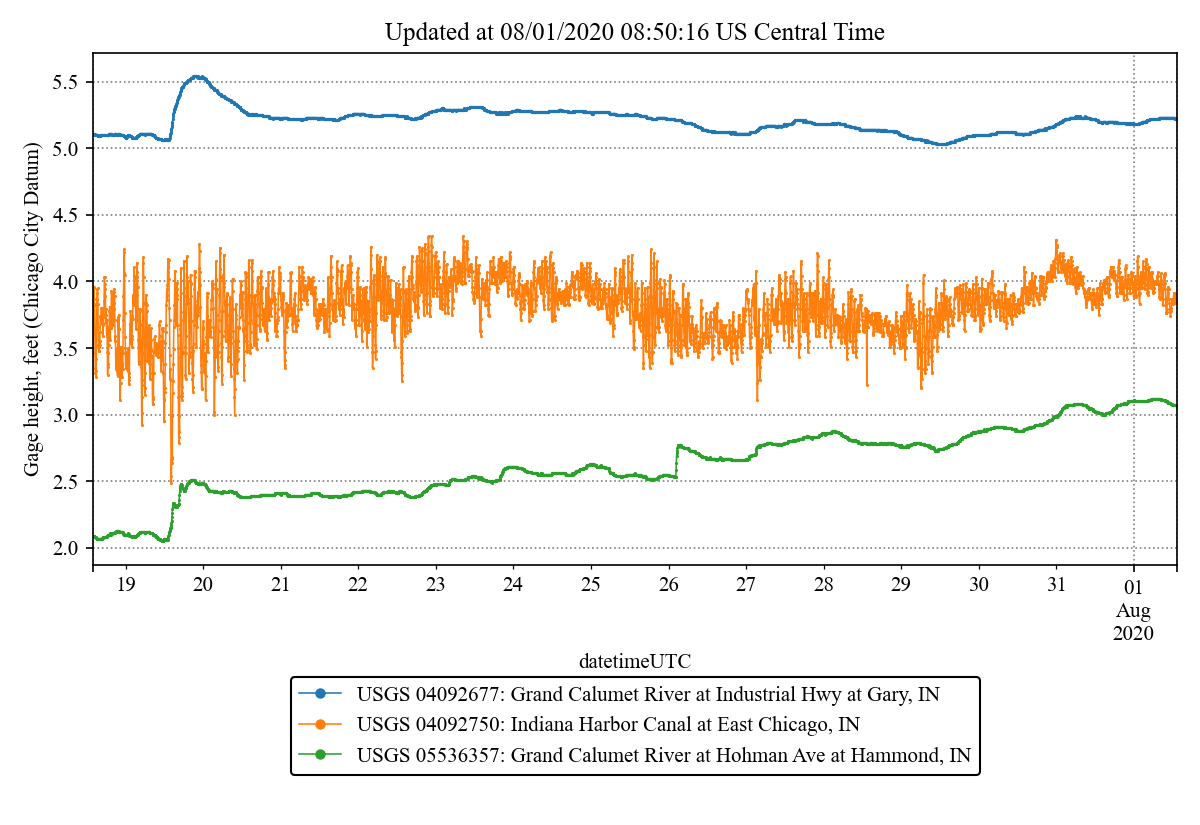 Updated at 08/01/2020 08:50:16 US Central Time
Gage height, feet (Chicago City Datum)
5.5
5.0
4.5
4.0
3.5
3.0
2.5
2.0
19 20 21 22 23 24 25 26 27 28 29 30 31 01
Aug
2020
datetimeUTC
USGS 04092677: Grand Calumet River at Industrial Hwy at Gary, IN
USGS 04092750: Indiana Harbor Canal at East Chicago, IN
USGS 05536357: Grand Calumet River at Hohman Ave at Hammond, IN